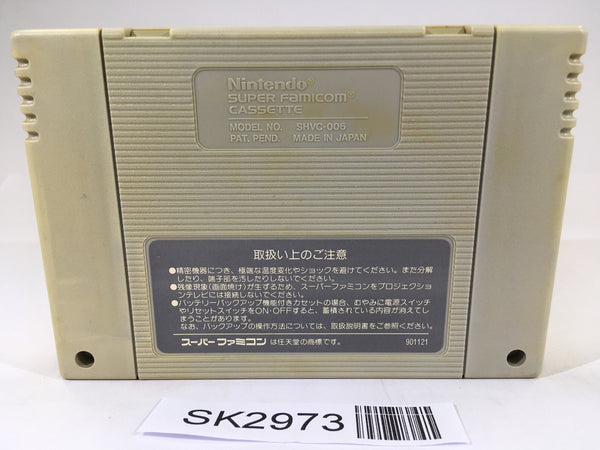 Nintendo®
SUPER FAMICOM®
CASSETTE
MODEL NO. SHVC-006
PAT. PEND. MADE IN JAPAN
取扱い上のご注意
●精密機器につき、極端な温度変化やショックを避けてください。また分解
したり、端子部を汚したりしないでください。
●残像現象(画面焼け)が生ずるため、スーパーファミコンをプロジェクショ
ンテレビには接続しないでください。
●バッテリーバックアップ機能付きカセットの場合、むやみに電源スイッチ
やリセットスイッチをON・OFFすると、蓄積されている内容が消えてし
まうことがあります。
なお、バックアップの操作方法については、取扱説明書をご参照ください。
スーパーファミコン は任天堂の商標です。 901121
SK2973